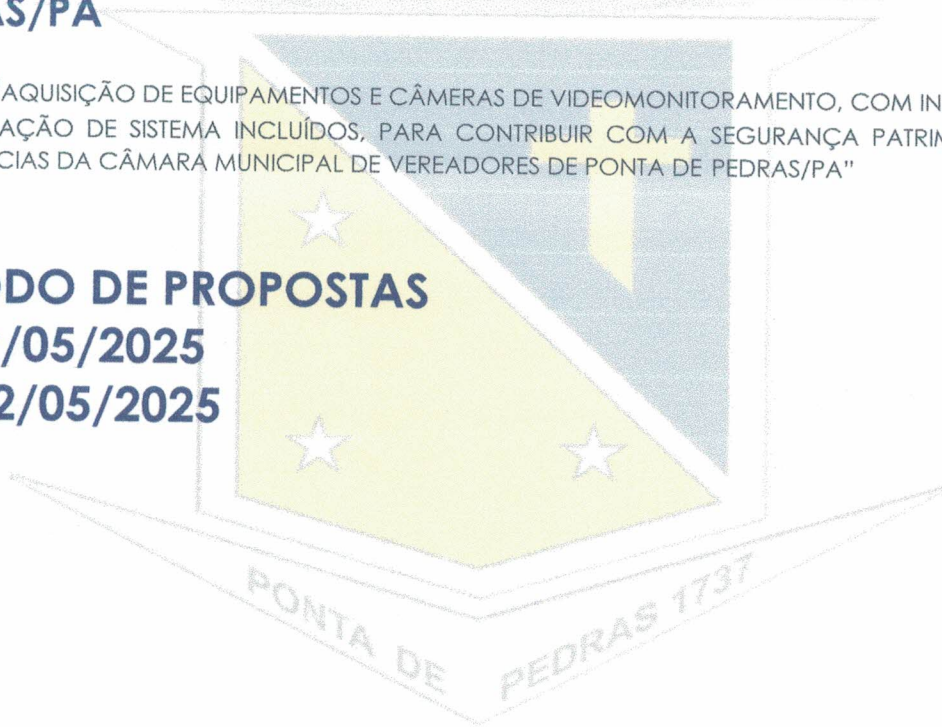 AS/PA
AQUISIÇÃO DE EQUIPAMENTOS E CÂMERAS DE VIDEOMONITORAMENTO, COM IN
AÇÃO DE SISTEMA INCLUÍDOS, PARA CONTRIBUIR COM A SEGURANÇA PATRIM
CIAS DA CÂMARA MUNICIPAL DE VEREADORES DE PONTA DE PEDRAS/PA"
ODO DE PROPOSTAS
/05/2025
2/05/2025
PONTA DE PEDRAS 1737